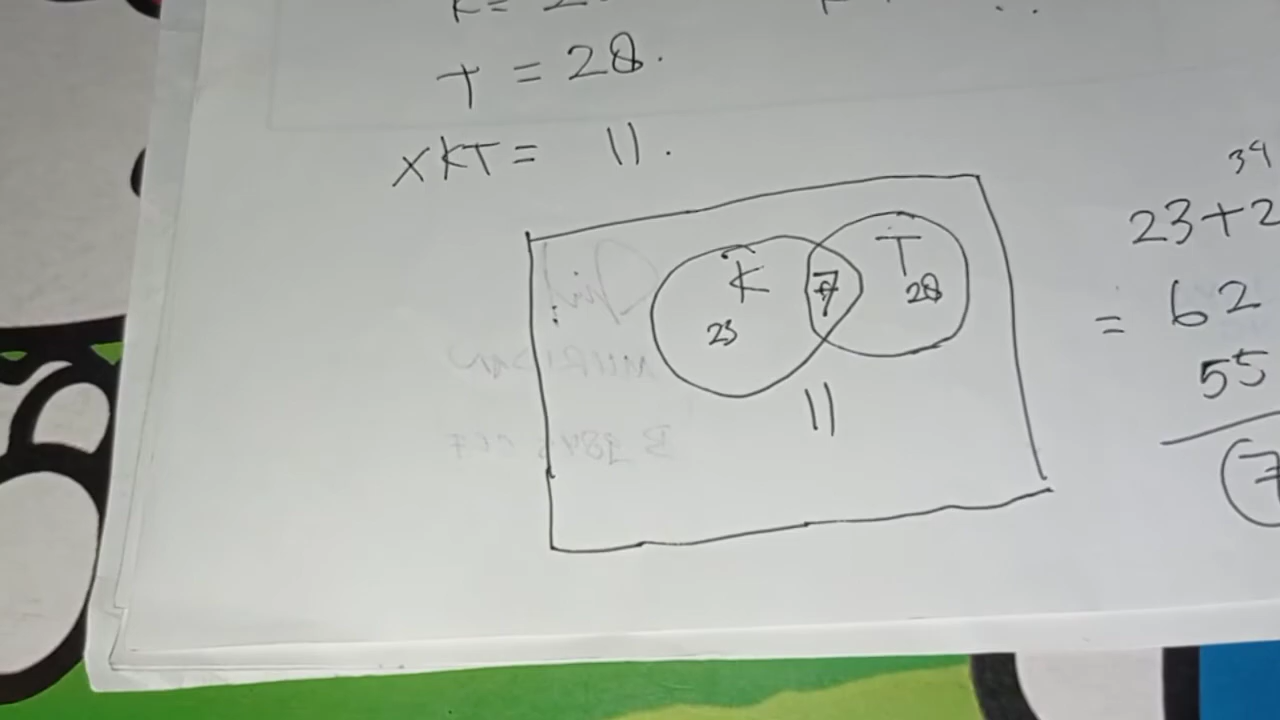 T = 28.
XKT = 11.
K
T
23
7
28
11
34
23+2
= 62
55
7